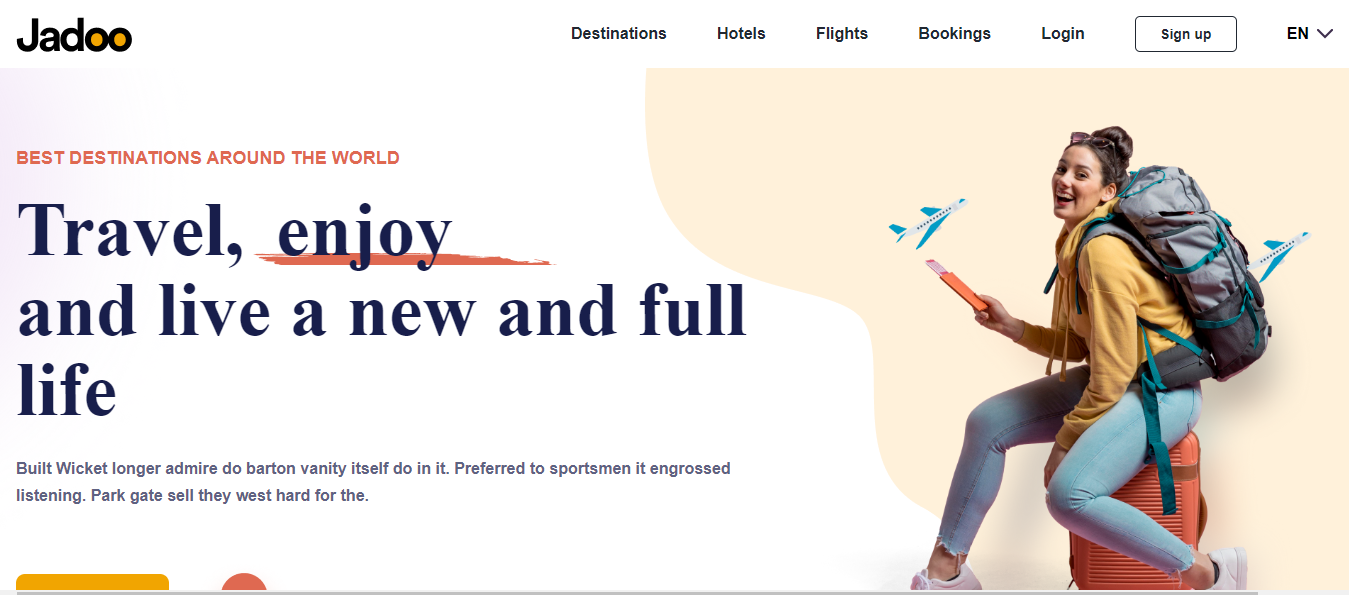 Jadoo
Destinations
Hotels
Flights
Bookings
Login
Sign up
EN
BEST DESTINATIONS AROUND THE WORLD
Travel, enjoy
and live a new and full
life
Built Wicket longer admire do barton vanity itself do in it. Preferred to sportsmen it engrossed
listening. Park gate sell they west hard for the.